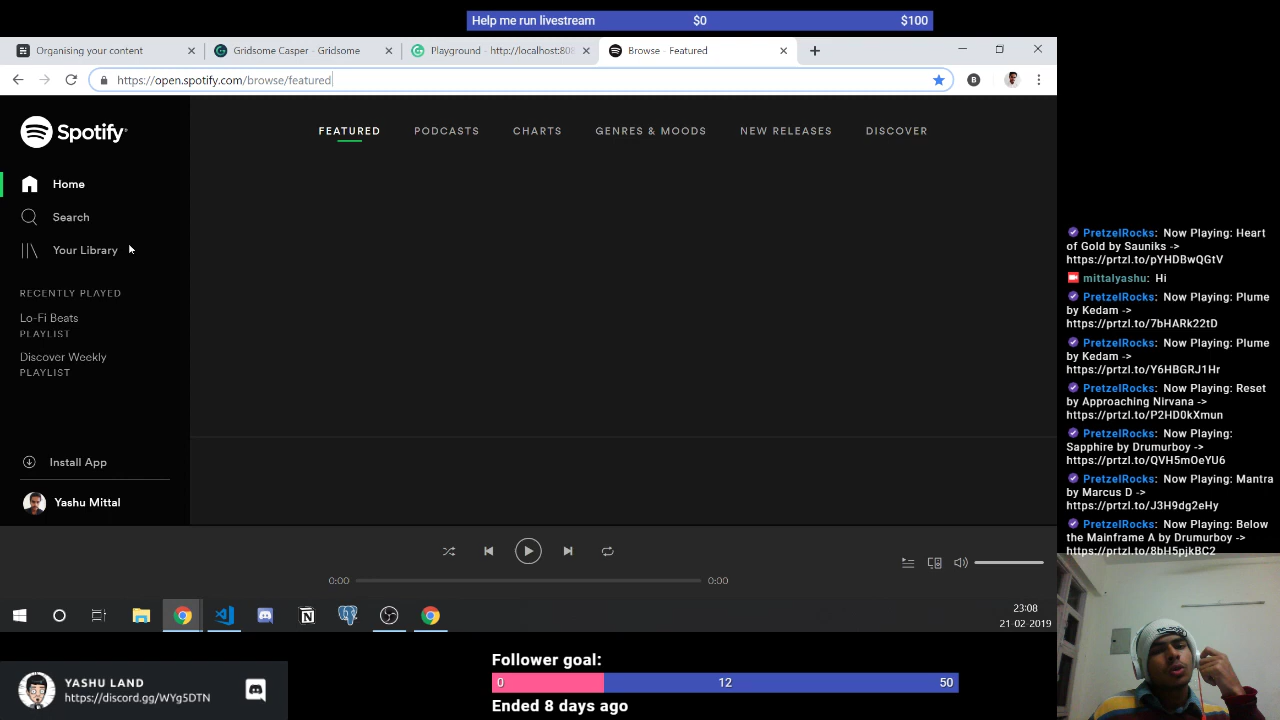 Help me run livestream $0 $100
Organising your content
Gridsome Casper - Gridsome
Playground - http://localhost:808
Browse - Featured
https://open.spotify.com/browse/featured
B
Spotify
FEATURED PODCASTS CHARTS GENRES & MOODS NEW RELEASES DISCOVER
Home
Search
Your Library
RECENTLY PLAYED
Lo-Fi Beats
PLAYLIST
Discover Weekly
PLAYLIST
Install App
Yashu Mittal
0:00 0:00
23:08
21-02-2019
PretzelRocks: Now Playing: Heart
of Gold by Sauniks ->
https://prtzl.to/pYHDBwQGtV
mittalyashu: Hi
PretzelRocks: Now Playing: Plume
by Kedam ->
https://prtzl.to/7bHARk22tD
PretzelRocks: Now Playing: Plume
by Kedam ->
https://prtzl.to/Y6HBGRJ1Hr
PretzelRocks: Now Playing: Reset
by Approaching Nirvana ->
https://prtzl.to/P2HD0kXmun
PretzelRocks: Now Playing:
Sapphire by Drumurboy ->
https://prtzl.to/QVH5mOeYU6
PretzelRocks: Now Playing: Mantra
by Marcus D ->
https://prtzl.to/J3H9dg2eHy
PretzelRocks: Now Playing: Below
the Mainframe A by Drumurboy ->
https://prtzl.to/8bH5pjkBC2
YASHU LAND
https://discord.gg/WYg5DTN
Follower goal:
0 12 50
Ended 8 days ago